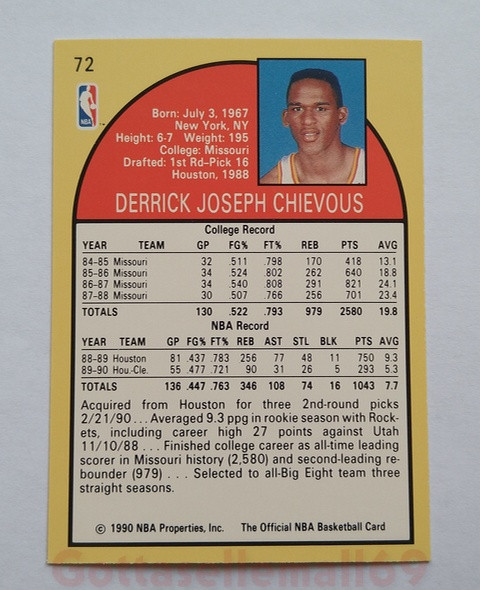 72
NBA
Born: July 3, 1967
New York, NY
Height: 6-7 Weight: 195
College: Missouri
Drafted: 1st Rd-Pick 16
Houston, 1988
DERRICK JOSEPH CHIEVOUS
College Record
YEAR TEAM GP FG% FT% REB PTS AVG
84-85 Missouri 32 .511 .798 170 418 13.1
85-86 Missouri 34 .524 .802 262 640 18.8
86-87 Missouri 34 .540 .808 291 821 24.1
87-88 Missouri 30 .507 .766 256 701 23.4
TOTALS 130 .522 .793 979 2580 19.8
NBA Record
YEAR TEAM GP FG% FT% REB AST STL BLK PTS AVG
88-89 Houston 81 .437 .783 256 77 48 11 750 9.3
89-90 Hou.-Cle. 55 .477 .721 90 31 26 5 293 5.3
TOTALS 136 .447 .763 346 108 74 16 1043 7.7
Acquired from Houston for three 2nd-round picks
2/21/90 . . . Averaged 9.3 ppg in rookie season with Rock-
ets, including career high 27 points against Utah
11/10/88 . . . Finished college career as all-time leading
scorer in Missouri history (2,580) and second-leading re-
bounder (979) . . . Selected to all-Big Eight team three
straight seasons.
© 1990 NBA Properties, Inc. The Official NBA Basketball Card
Gottasellemall69